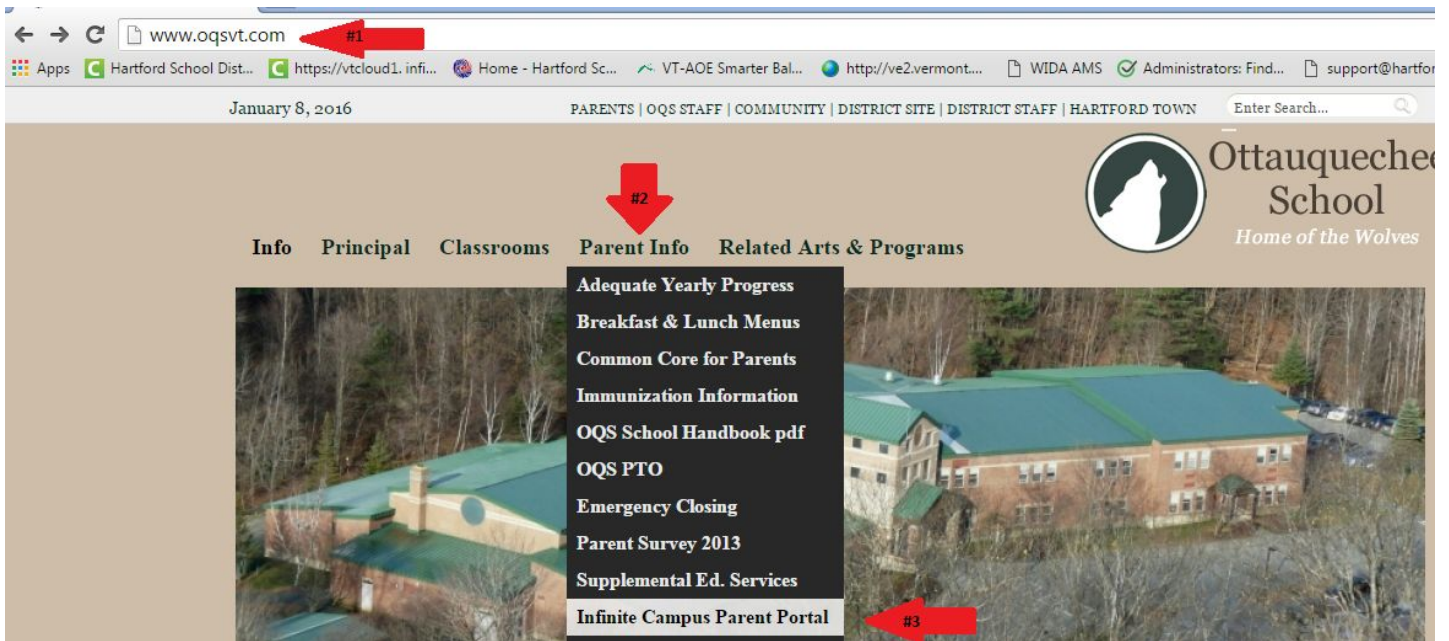 www.oqsvt.com #1
Apps Hartford School Dist... https://vtcloud1. infi... Home - Hartford Sc... VT-AOE Smarter Bal... http://ve2.vermont.... WIDA AMS Administrators: Find... support@hartfor
January 8, 2016 PARENTS | OQS STAFF | COMMUNITY | DISTRICT SITE | DISTRICT STAFF | HARTFORD TOWN Enter Search...
Ottauquechee
School
Home of the Wolves
#2
Info Principal Classrooms Parent Info Related Arts & Programs
Adequate Yearly Progress
Breakfast & Lunch Menus
Common Core for Parents
Immunization Information
OQS School Handbook pdf
OQS PTO
Emergency Closing
Parent Survey 2013
Supplemental Ed. Services
Infinite Campus Parent Portal #3